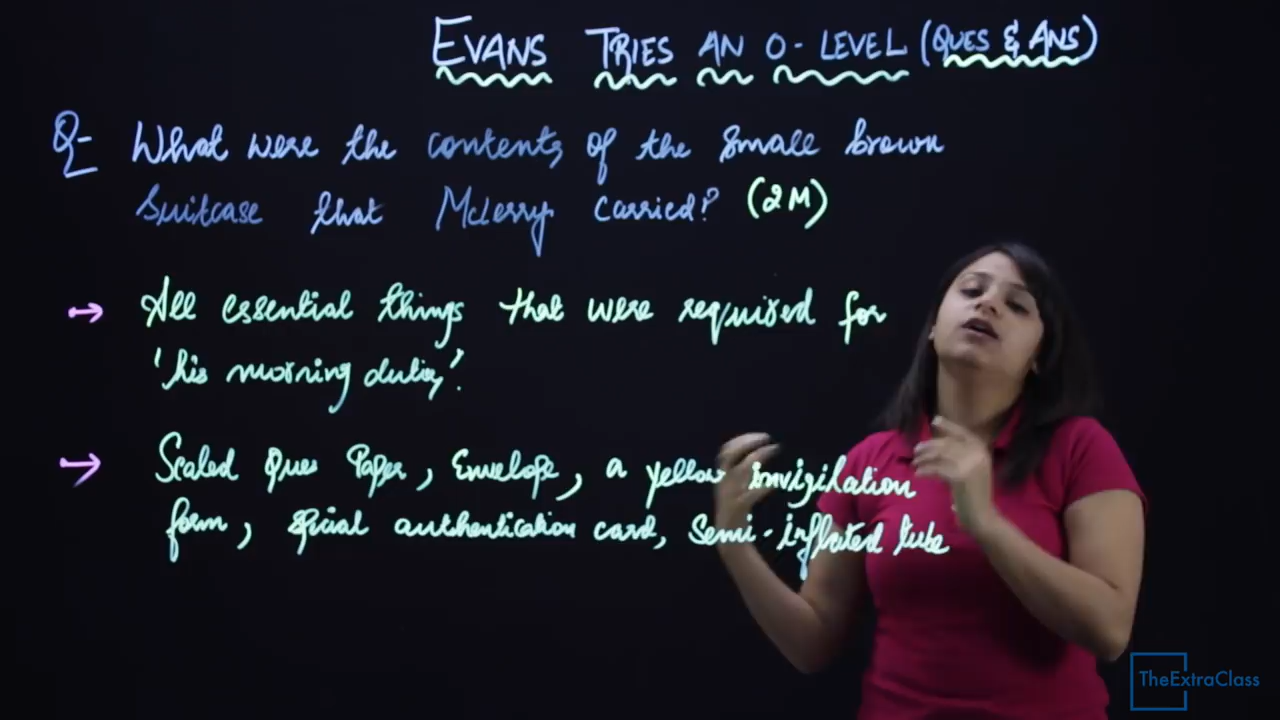 EVANS TRIES AN O-LEVEL (QUES & ANS)
Q- What were the contents of the small brown
suitcase that McLerry carried? (2M)
→ All essential things that were required for
'his morning duties'.
→ Sealed Ques Paper, Envelope, a yellow invigilation
form, special authentication card, Semi-inflated tube
TheExtraClass